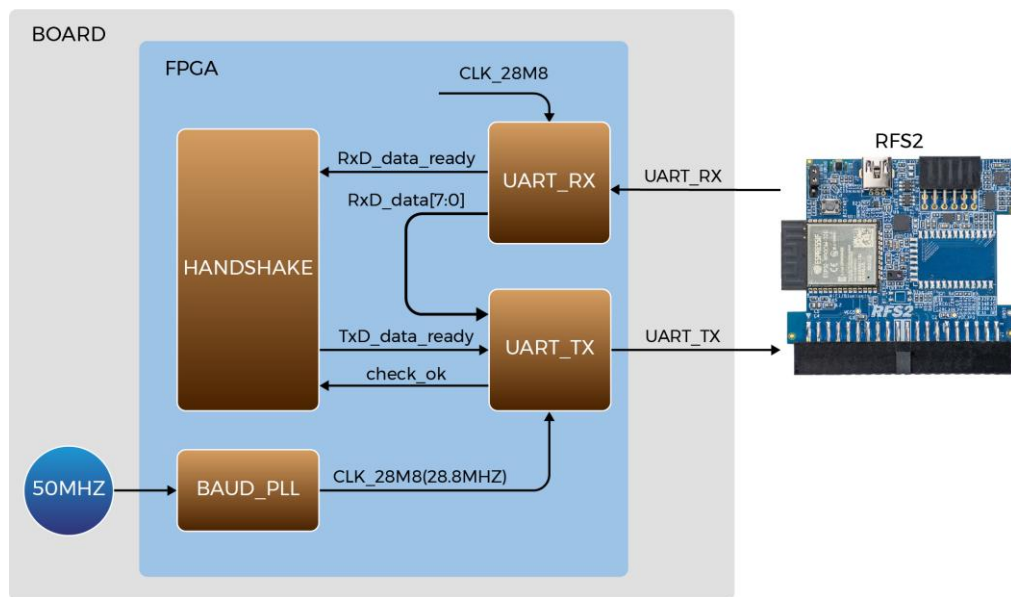 BOARD
FPGA
CLK_28M8
RFS2
RxD_data_ready
UART_RX
UART_RX
RxD_data[7:0]
HANDSHAKE
RFS2
TxD_data_ready
UART_TX
UART_TX
check_ok
50MHZ
BAUD_PLL
CLK_28M8(28.8MHZ)